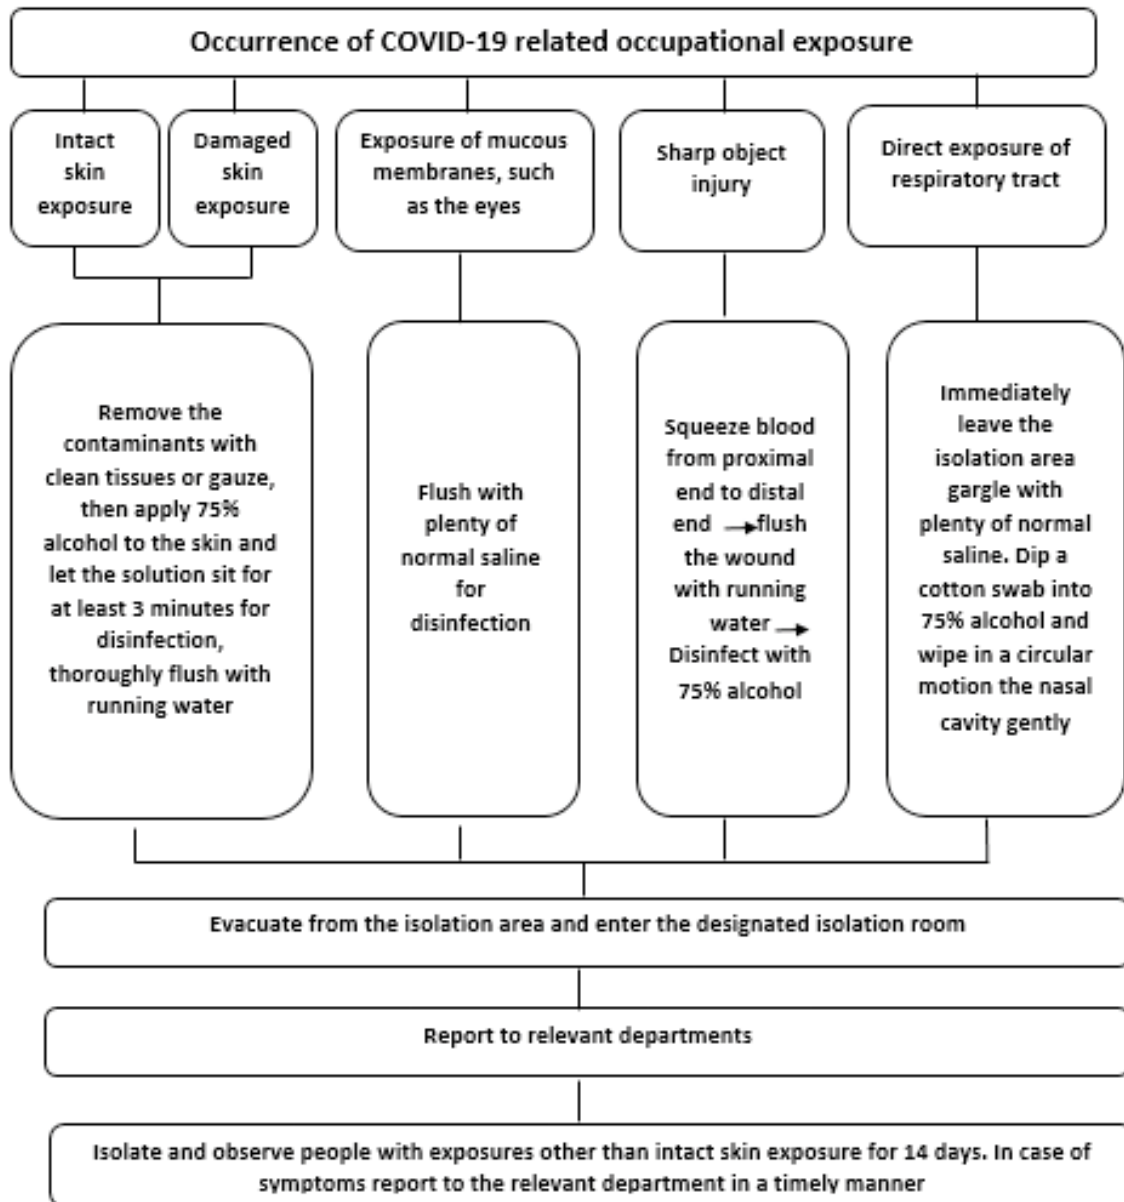 Occurrence of COVID-19 related occupational exposure
Intact
skin
exposure
Damaged
skin
exposure
Exposure of mucous
membranes, such
as the eyes
Sharp object
injury
Direct exposure of
respiratory tract
Remove the
contaminants with
clean tissues or gauze,
then apply 75%
alcohol to the skin and
let the solution sit for
at least 3 minutes for
disinfection,
thoroughly flush with
running water
Flush with
plenty of
normal saline
for
disinfection
Squeeze blood
from proximal
end to distal
end →flush
the wound
with running
water →
Disinfect with
75% alcohol
Immediately
leave the
isolation area
gargle with
plenty of normal
saline. Dip a
cotton swab into
75% alcohol and
wipe in a circular
motion the nasal
cavity gently
Evacuate from the isolation area and enter the designated isolation room
Report to relevant departments
Isolate and observe people with exposures other than intact skin exposure for 14 days. In case of
symptoms report to the relevant department in a timely manner